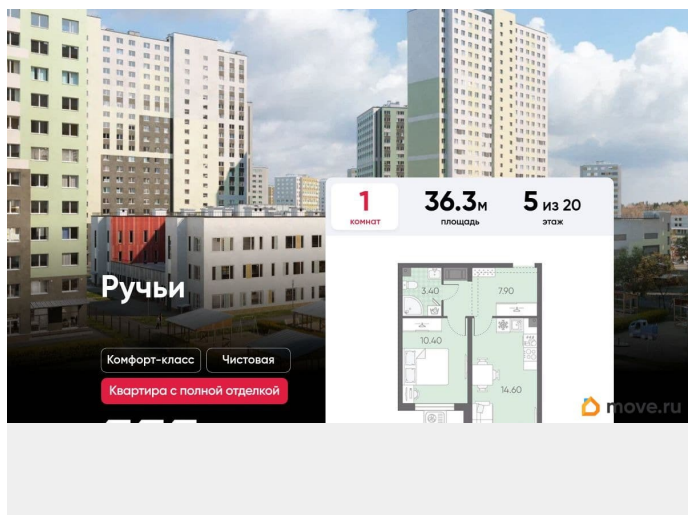 1
комнат
36.3м
площадь
5 из 20
этаж
3.40
7.90
10.40
14.60
Ручьи
Комфорт-класс
Чистовая
Квартира с полной отделкой
move.ru